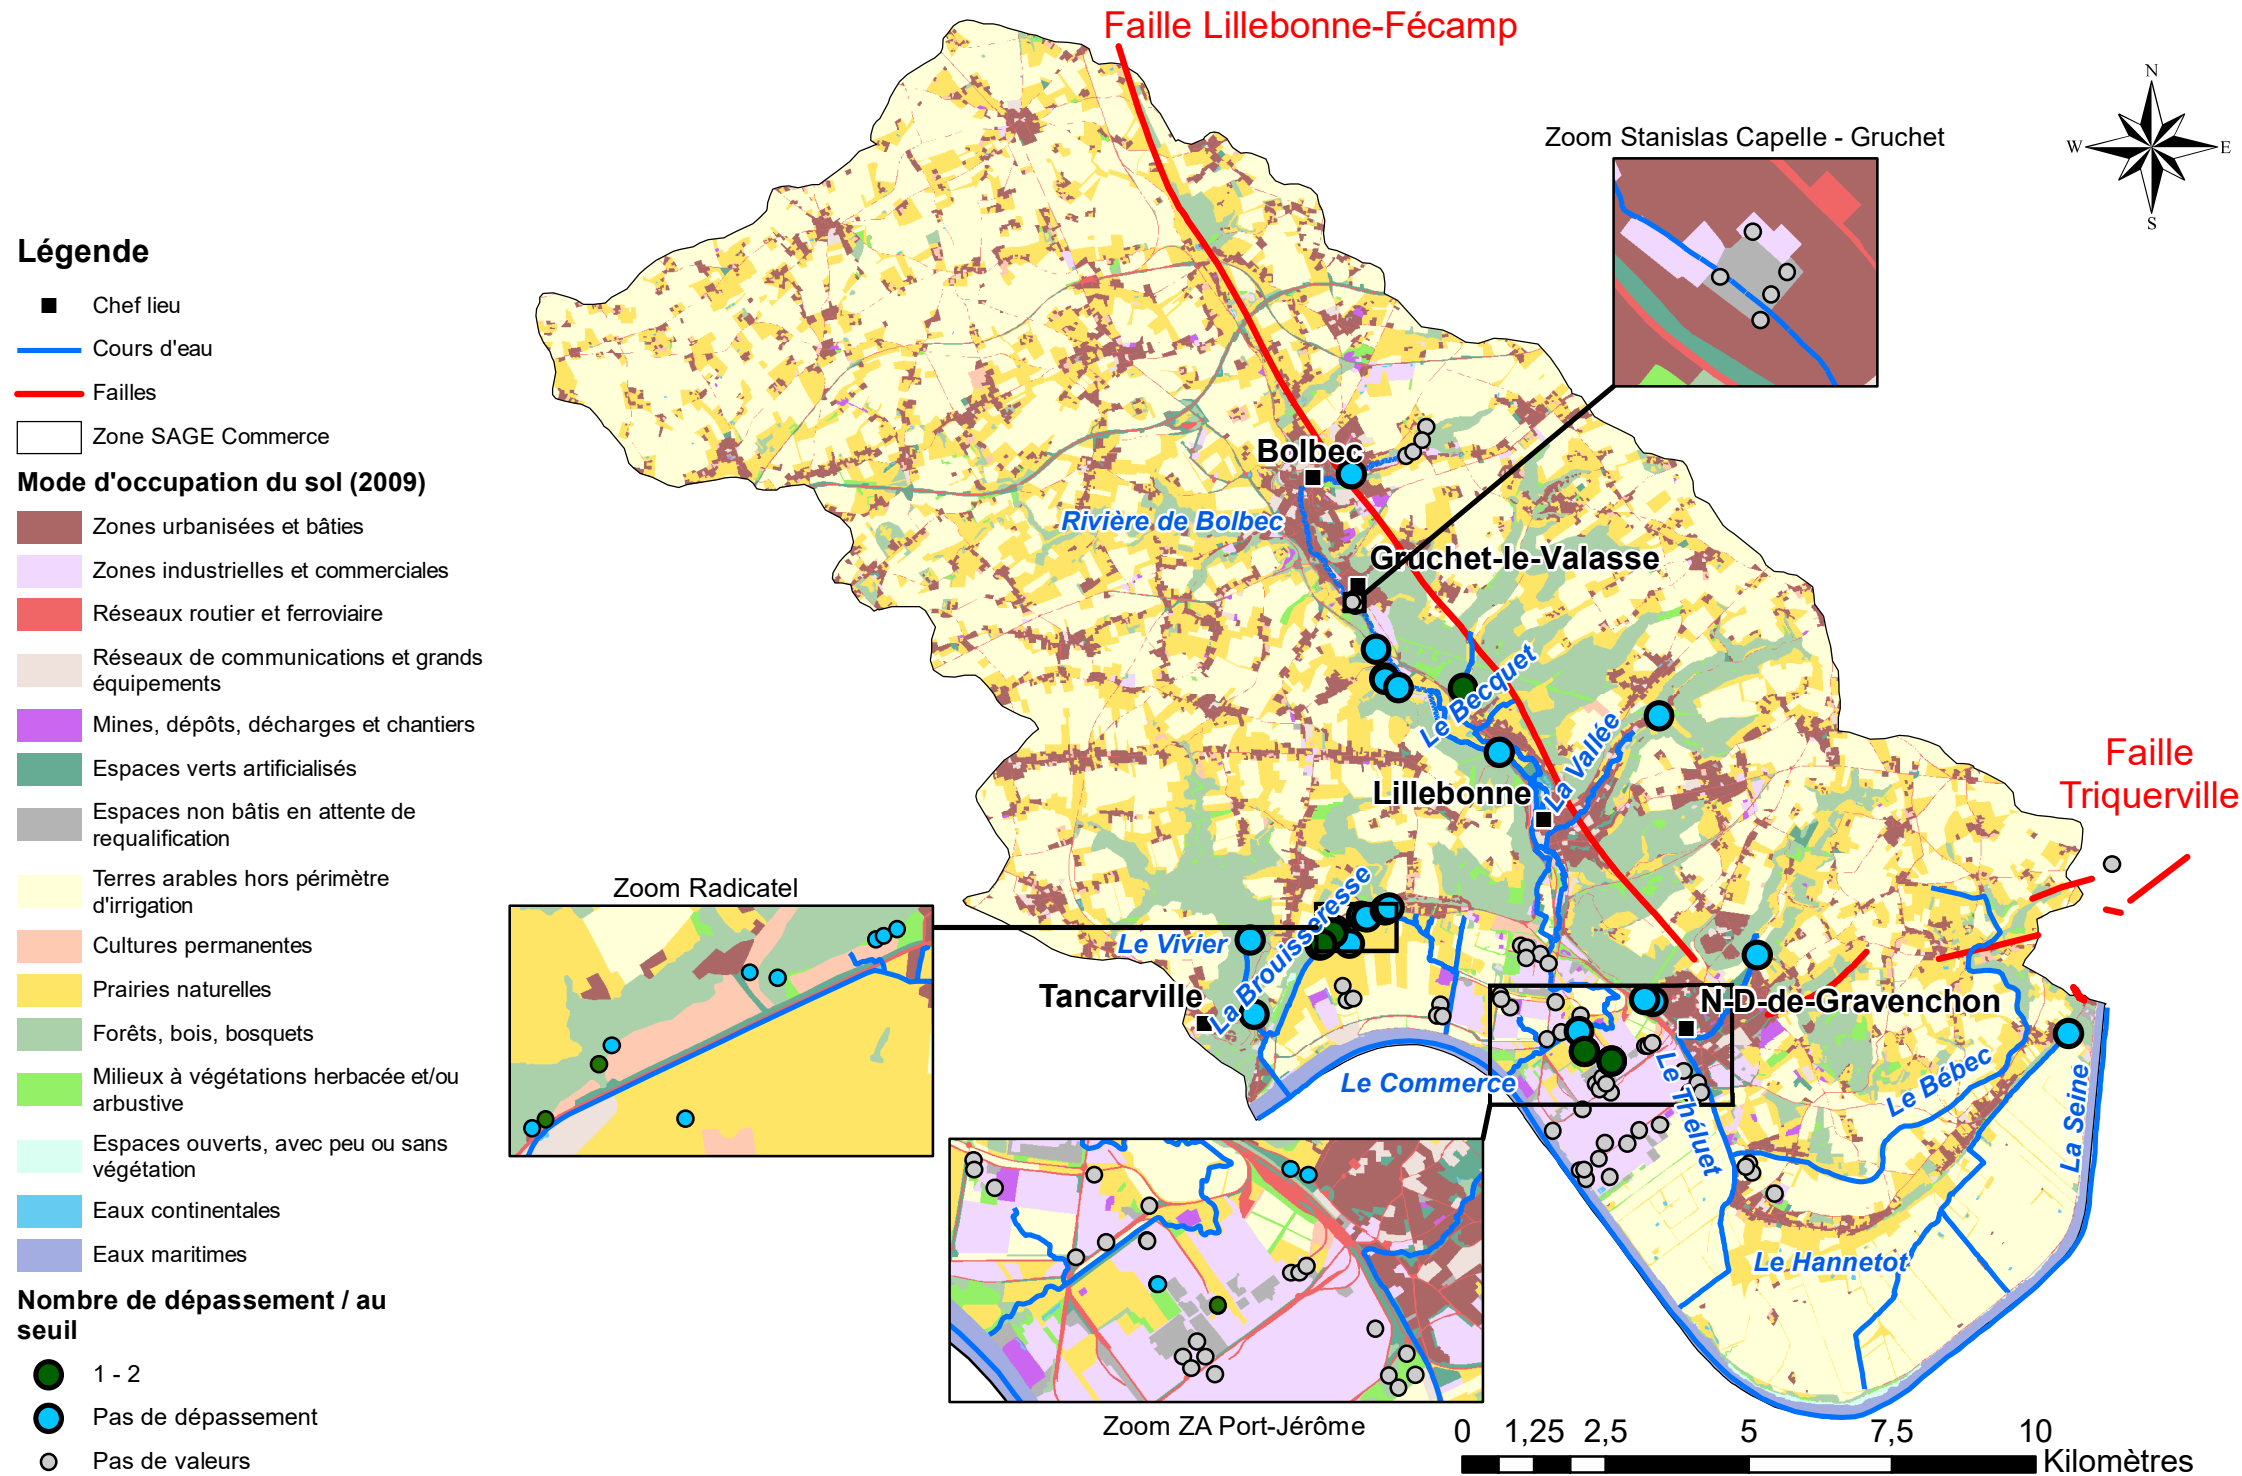 Faille Lillebonne-Fécamp
Zoom Stanislas Capelle - Gruchet
N
W
E
S
Légende
Chef lieu
Cours d'eau
Failles
Zone SAGE Commerce
Mode d'occupation du sol (2009)
Zones urbanisées et bâties
Zones industrielles et commerciales
Réseaux routier et ferroviaire
Réseaux de communications et grands
équipements
Mines, dépôts, décharges et chantiers
Espaces verts artificialisés
Espaces non bâtis en attente de
requalification
Terres arables hors périmètre
d'irrigation
Cultures permanentes
Prairies naturelles
Forêts, bois, bosquets
Milieux à végétations herbacée et/ou
arbustive
Espaces ouverts, avec peu ou sans
végétation
Eaux continentales
Eaux maritimes
Nombre de dépassement / au
seuil
1 - 2
Pas de dépassement
Pas de valeurs
Bolbec
Rivière de Bolbec
Gruchet-le-Valasse
Le Becquet
La Vallée
Lillebonne
Faille
Triquerville
Zoom Radicatel
La Brouisseresse
Le Vivier
Tancarville
N-D-de-Gravenchon
Le Commerce
Le Théluet
Le Bébec
La Seine
Le Hannetot
Zoom ZA Port-Jérôme
0 1,25 2,5 5 7,5 10
Kilomètres